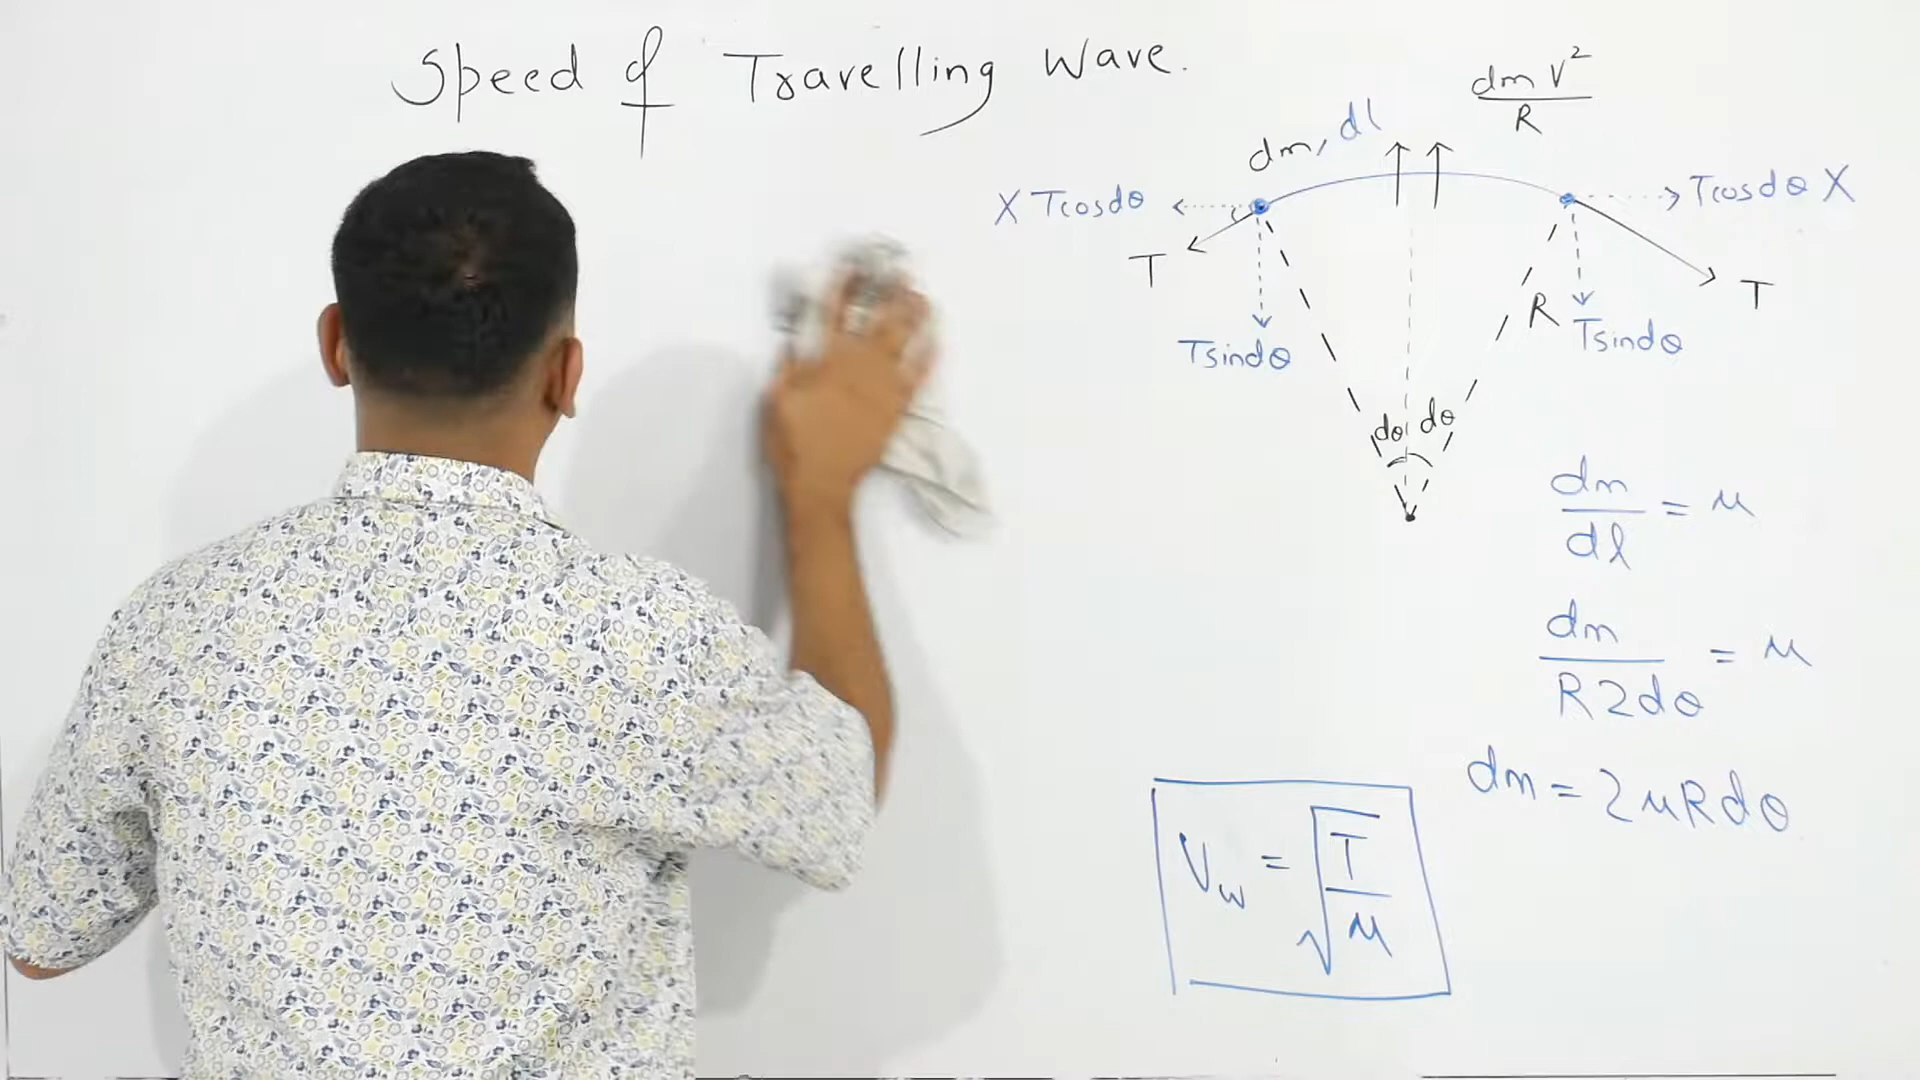 Speed of Travelling Wave.
dm V²
R
dm, dl
X Tcosdθ
Tcosdθ X
T
T
R
Tsindθ
Tsindθ
dθ dθ
dm
dl = μ
dm
R2dθ = μ
dm = 2μRdθ
Vw = √T/μ